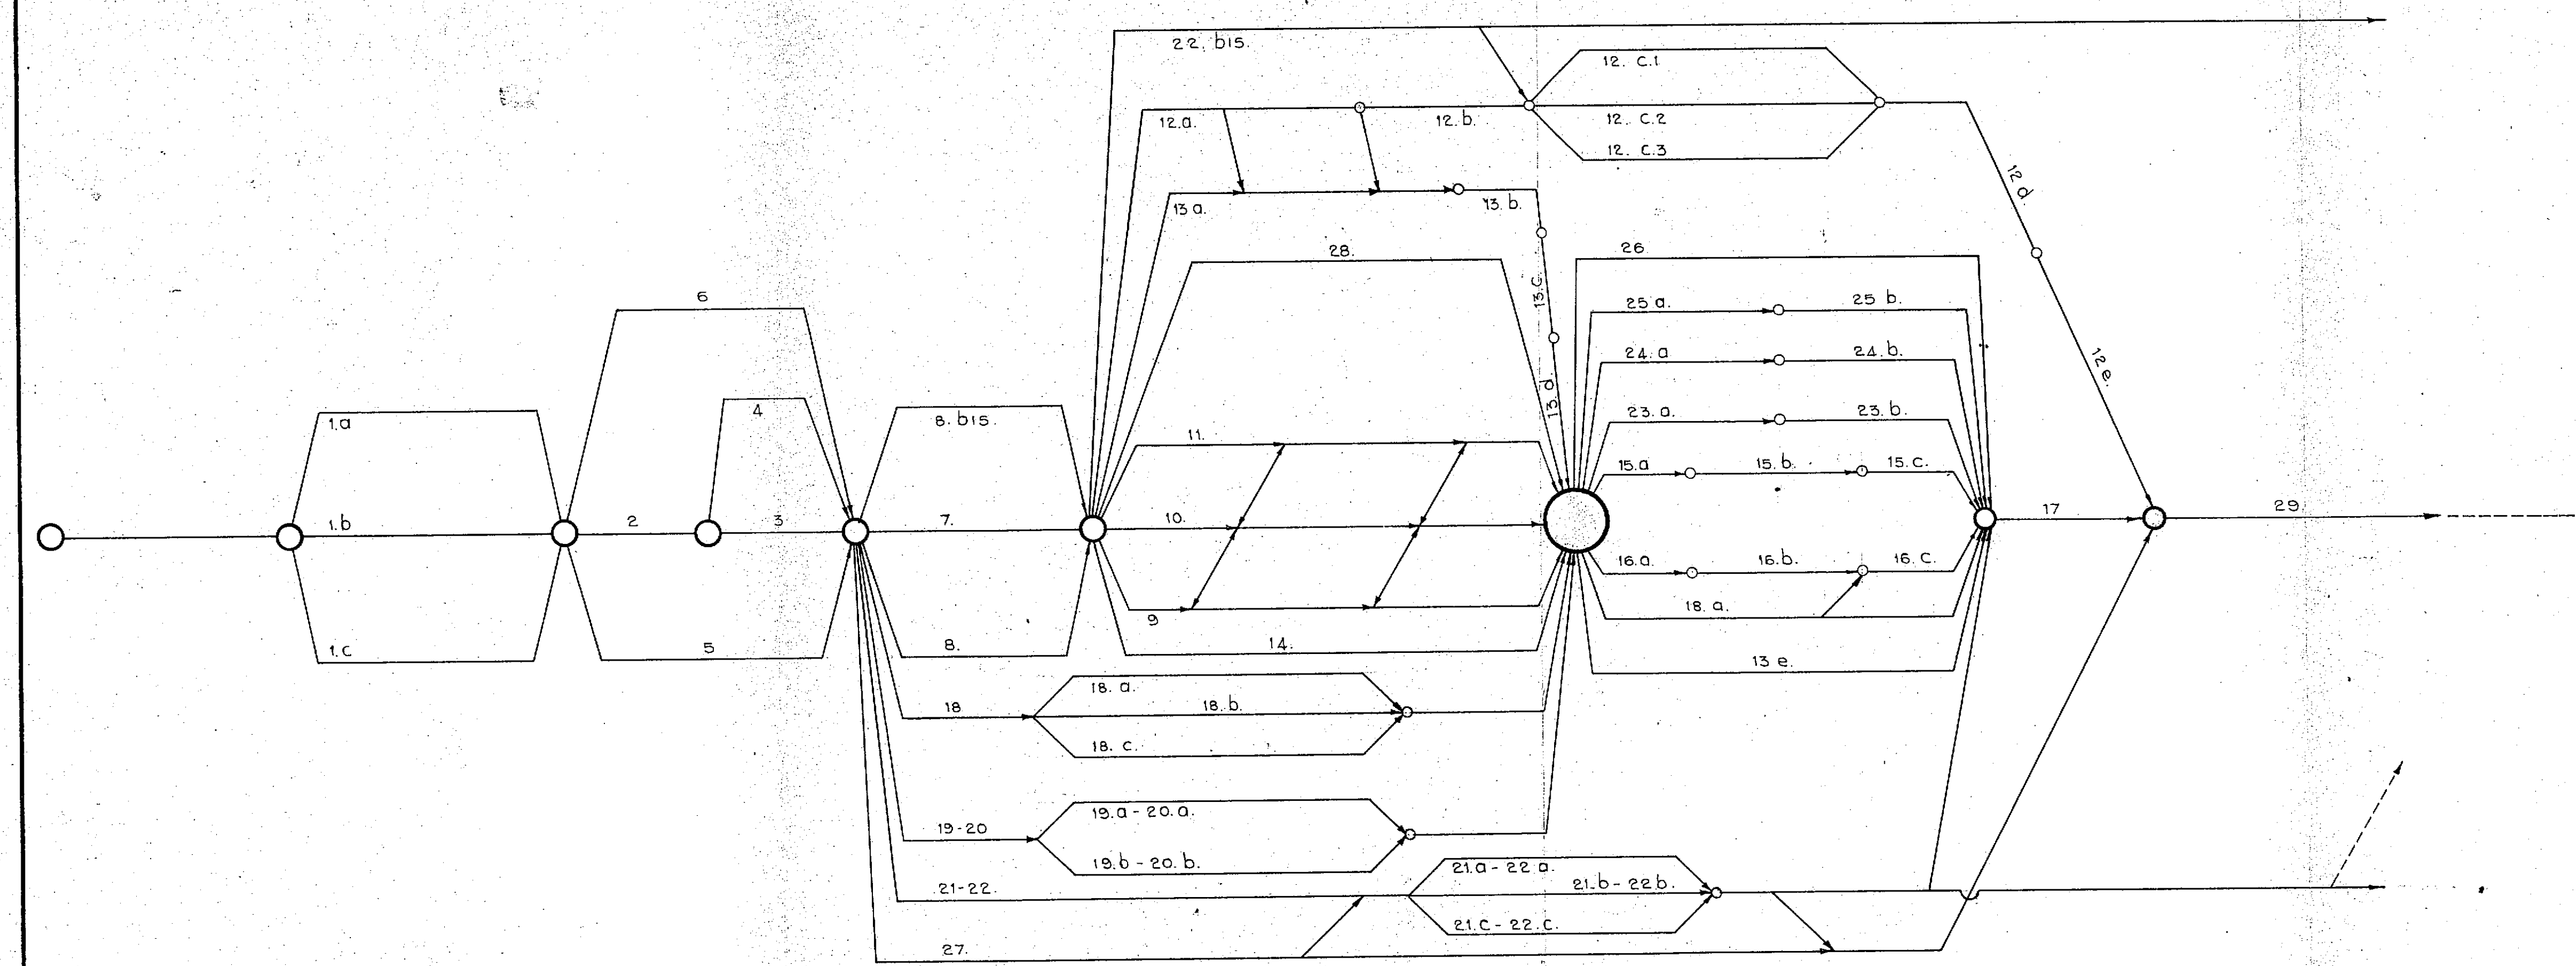 22. bis.
12. c.1
12.a.
12.b.
12. c.2
12. c.3
12 d.
13 a.
13. b.
28.
26
13.c.
6
25 a.
25 b.
24.a
24.b.
12 e.
13.d.
4
1.a
8. bis.
23.a.
23.b.
11.
15.a
15.b.
15.c.
1.b
2
3
7.
10.
17
29
16.a.
16.b.
16.c.
9
18. a.
1.c
5
8.
14.
13 e.
18. a.
18
18.b.
18. c.
19.a-20.a.
19-20
19.b-20.b.
21.a-22 a.
21-22.
21.b-22 b.
21.c-22.c.
27.